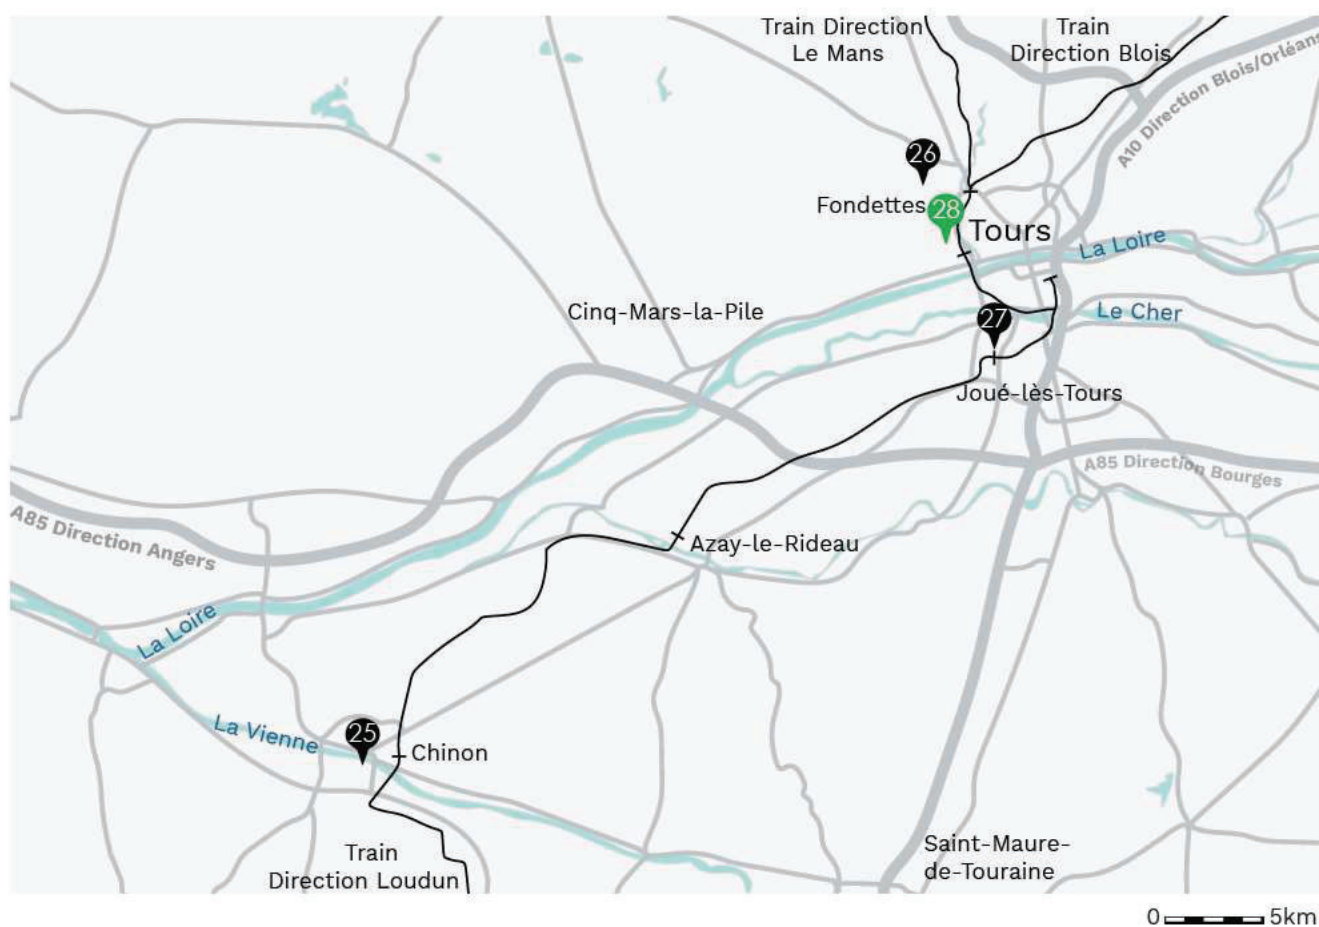 Train Direction
Le Mans
Train
Direction Blois
A10 Direction Blois/Orléans
26
Fondettes
28
Tours
La Loire
Cinq-Mars-la-Pile
27
Le Cher
Joué-lès-Tours
A85 Direction Bourges
A85 Direction Angers
Azay-le-Rideau
La Loire
La Vienne
25
Chinon
Train
Direction Loudun
Saint-Maure-
de-Touraine
0 5km